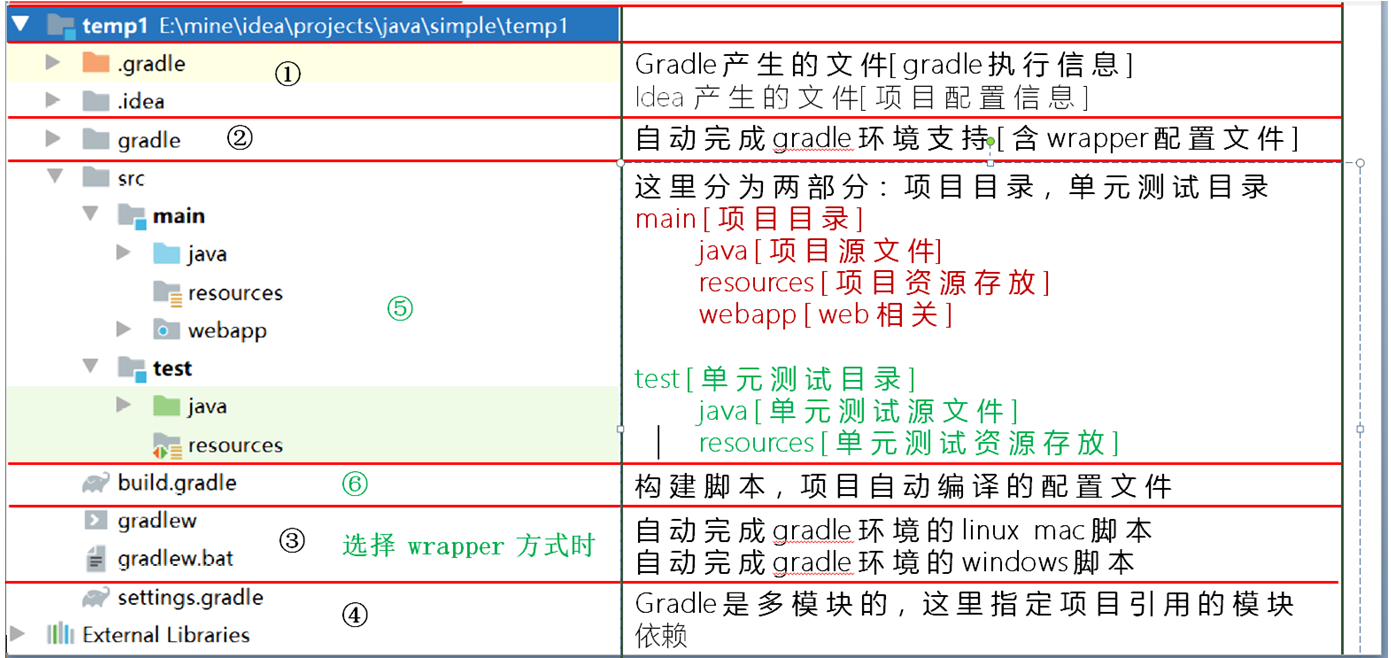 temp1 E:\mine\idea\projects\java\simple\temp1
.gradle ① Gradle产生的文件[gradle执行信息]
.idea Idea 产生的文件[项目配置信息]
gradle ② 自动完成gradle环境支持[含wrapper配置文件]
src 这里分为两部分：项目目录，单元测试目录
main main[项目目录]
java java[项目源文件]
resources resources[项目资源存放]
⑤
webapp webapp[web相关]
test test[单元测试目录]
java java[单元测试源文件]
resources resources[单元测试资源存放]
build.gradle ⑥ 构建脚本，项目自动编译的配置文件
gradlew 自动完成gradle环境的linux mac脚本
③ 选择 wrapper 方式时
gradlew.bat 自动完成gradle环境的windows脚本
settings.gradle ④ Gradle是多模块的，这里指定项目引用的模块
External Libraries 依赖